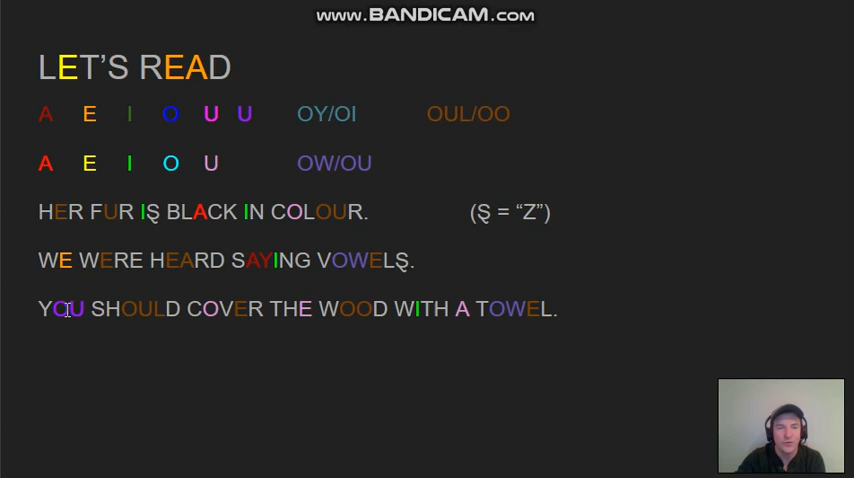 WWW.BANDICAM.COM
LET'S READ
A E I O U U OY/OI OUL/OO
A E I O U OW/OU
HER FUR IŞ BLACK IN COLOUR. (Ş = “Z”)
WE WERE HEARD SAYING VOWELŞ.
YOU SHOULD COVER THE WOOD WITH A TOWEL.